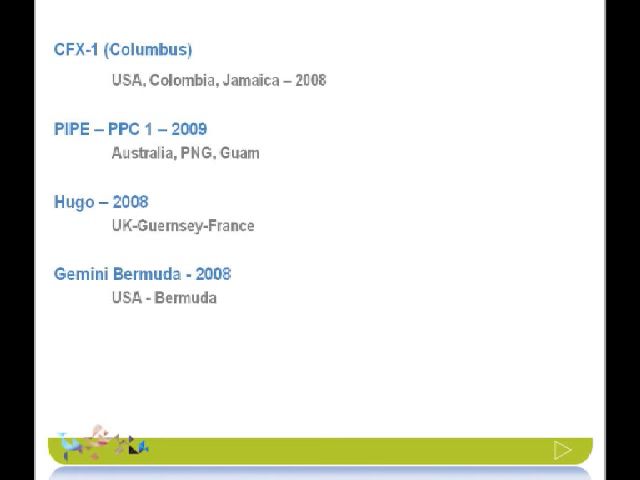 CFX-1 (Columbus)
USA, Colombia, Jamaica – 2008
PIPE – PPC 1 – 2009
Australia, PNG, Guam
Hugo – 2008
UK-Guernsey-France
Gemini Bermuda - 2008
USA - Bermuda